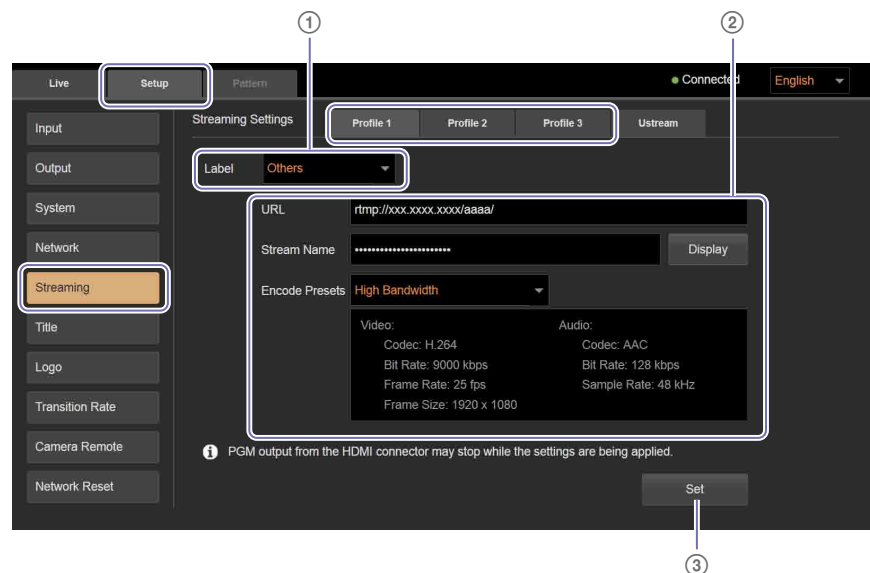 ① ②
Live Setup Pattern Connected English
Input
Output
System
Network
Streaming
Title
Logo
Transition Rate
Camera Remote
Network Reset
Streaming Settings Profile 1 Profile 2 Profile 3 Ustream
Label Others
URL rtmp://xxx.xxxx.xxxx/aaaa/
Stream Name •••••••••••••••••••••• Display
Encode Presets High Bandwidth
Video:
Codec: H.264
Bit Rate: 9000 kbps
Frame Rate: 25 fps
Frame Size: 1920 x 1080
Audio:
Codec: AAC
Bit Rate: 128 kbps
Sample Rate: 48 kHz
PGM output from the HDMI connector may stop while the settings are being applied.
Set
③